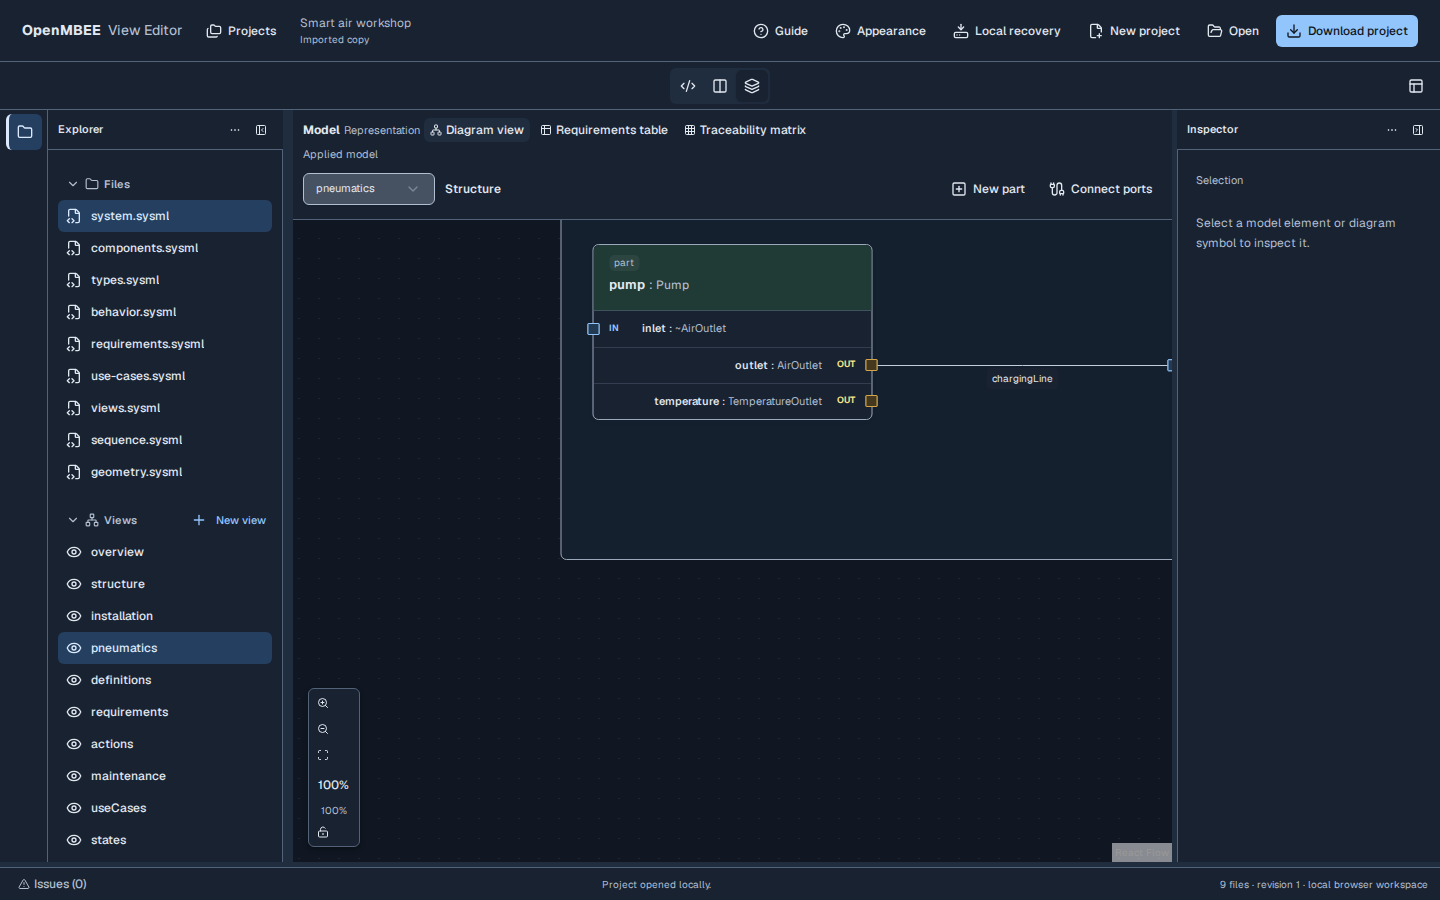 OpenMBEE View Editor
Projects
Smart air workshop
Imported copy
Guide
Appearance
Local recovery
New project
Open
Download project
Explorer
Files
system.sysml
components.sysml
types.sysml
behavior.sysml
requirements.sysml
use-cases.sysml
views.sysml
sequence.sysml
geometry.sysml
Views
New view
overview
structure
installation
pneumatics
definitions
requirements
actions
maintenance
useCases
states
Model Representation
Diagram view
Requirements table
Traceability matrix
Applied model
pneumatics
Structure
New part
Connect ports
part
pump : Pump
IN inlet : ~AirOutlet
outlet : AirOutlet OUT
temperature : TemperatureOutlet OUT
chargingLine
100%
100%
React Flow
Inspector
Selection
Select a model element or diagram
symbol to inspect it.
Issues (0)
Project opened locally.
9 files · revision 1 · local browser workspace